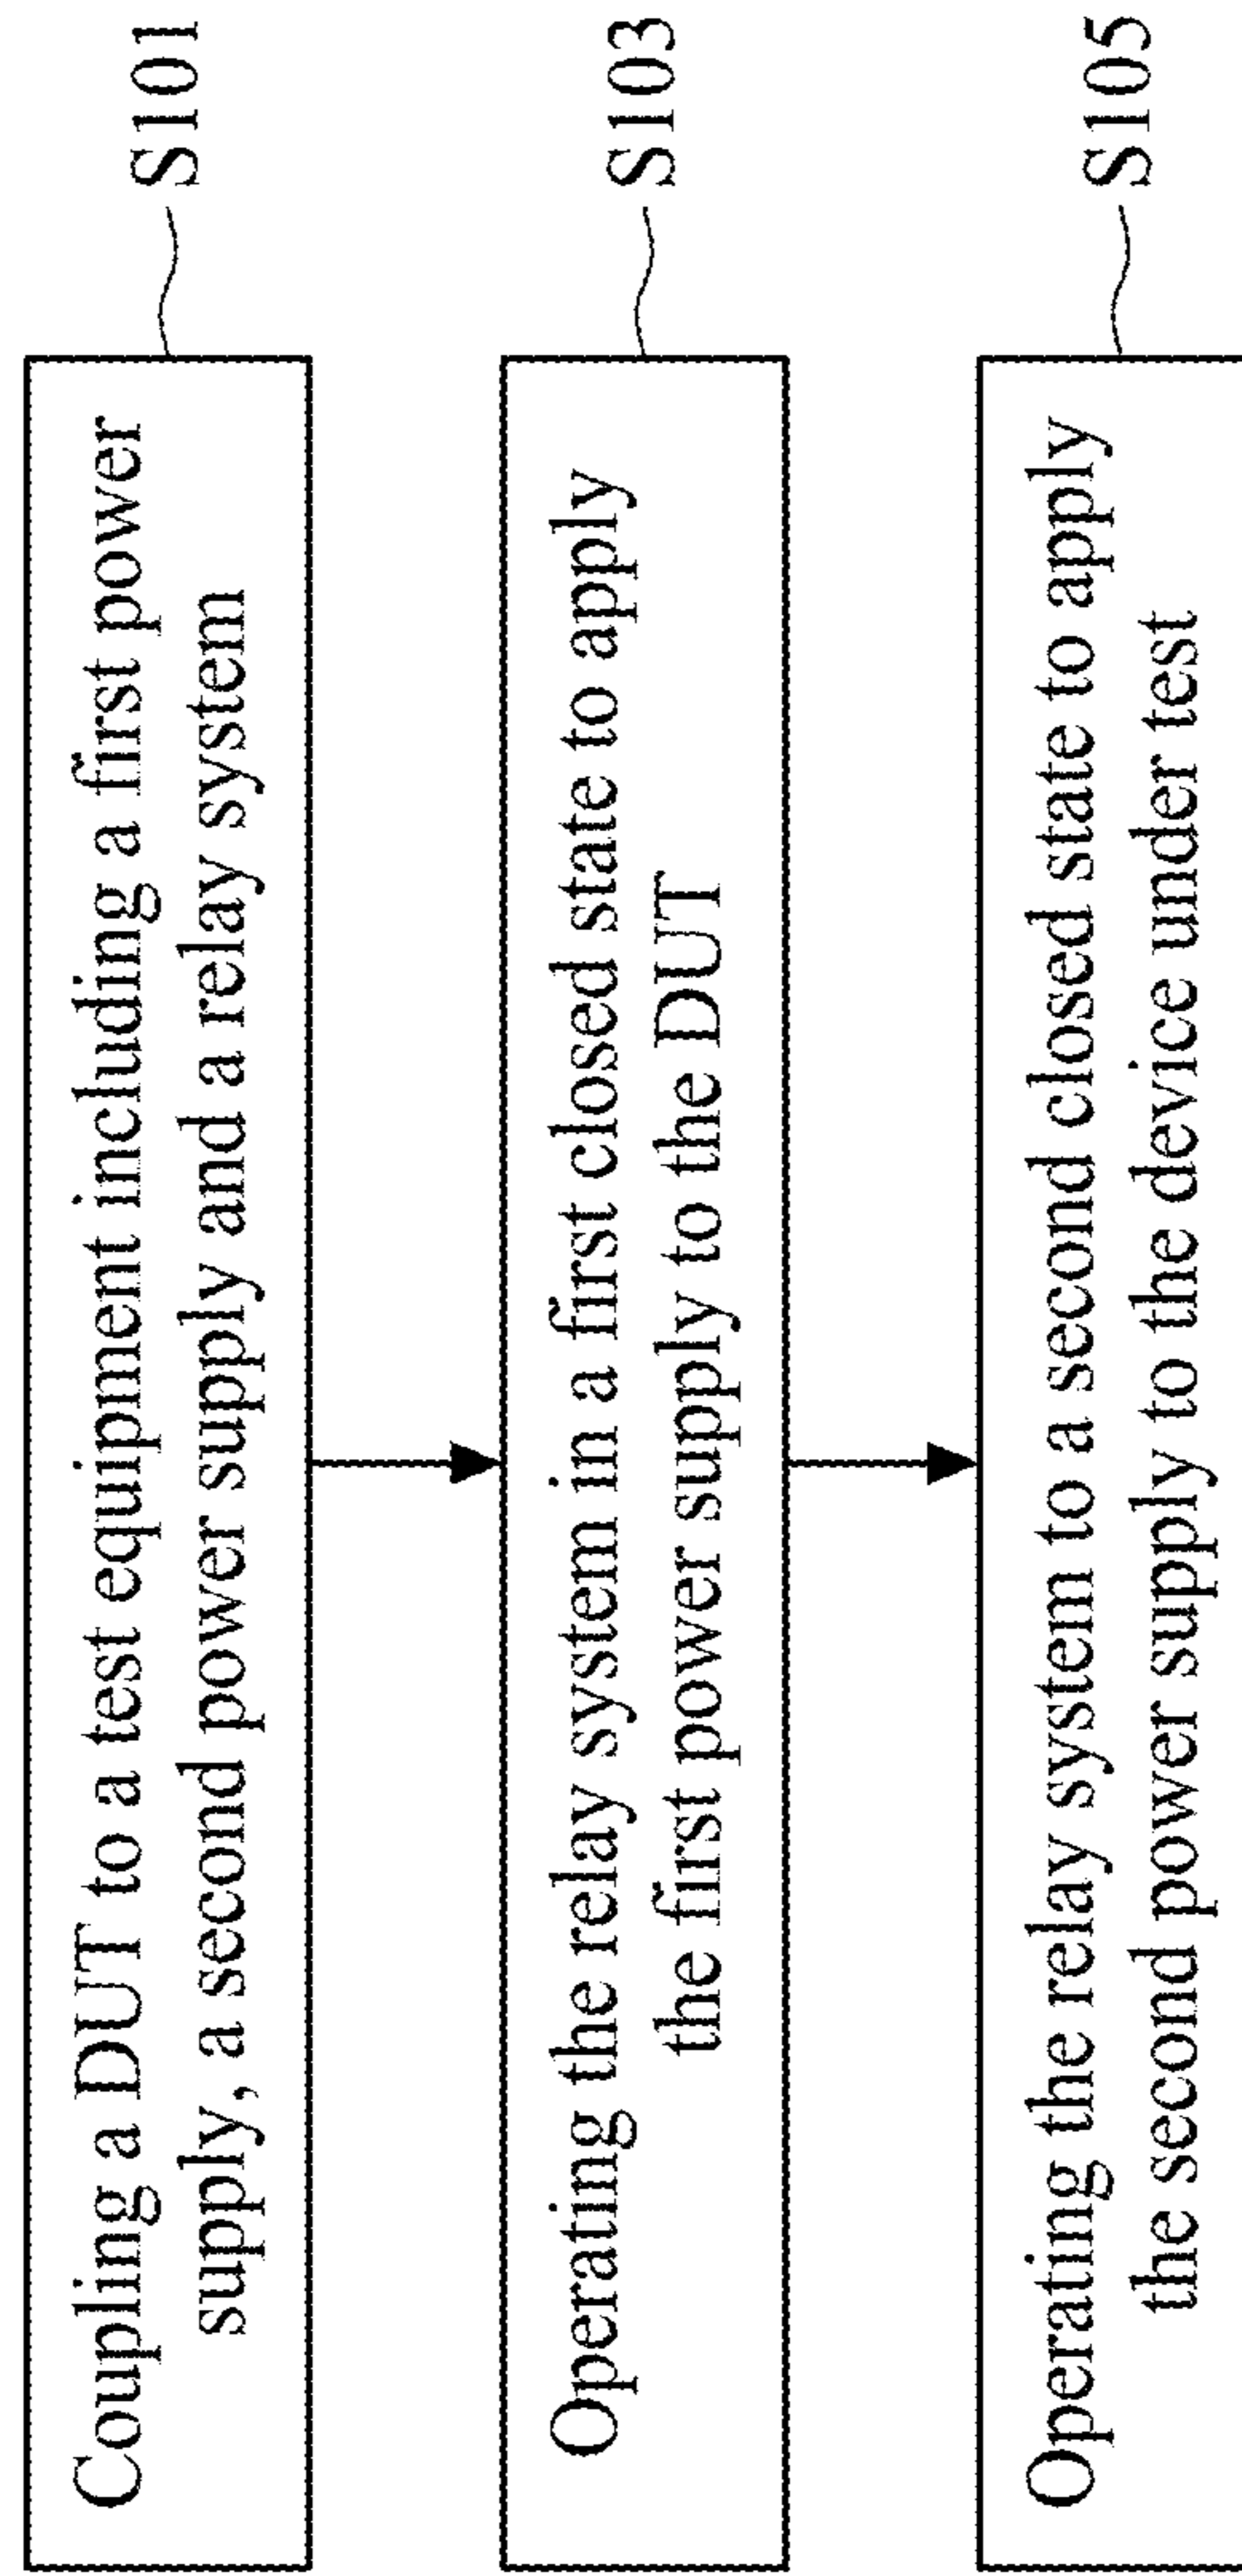 Coupling a DUT to a test equipment including a first power
supply, a second power supply and a relay system
S101
Operating the relay system in a first closed state to apply
the first power supply to the DUT
S103
Operating the relay system to a second closed state to apply
the second power supply to the device under test
S105